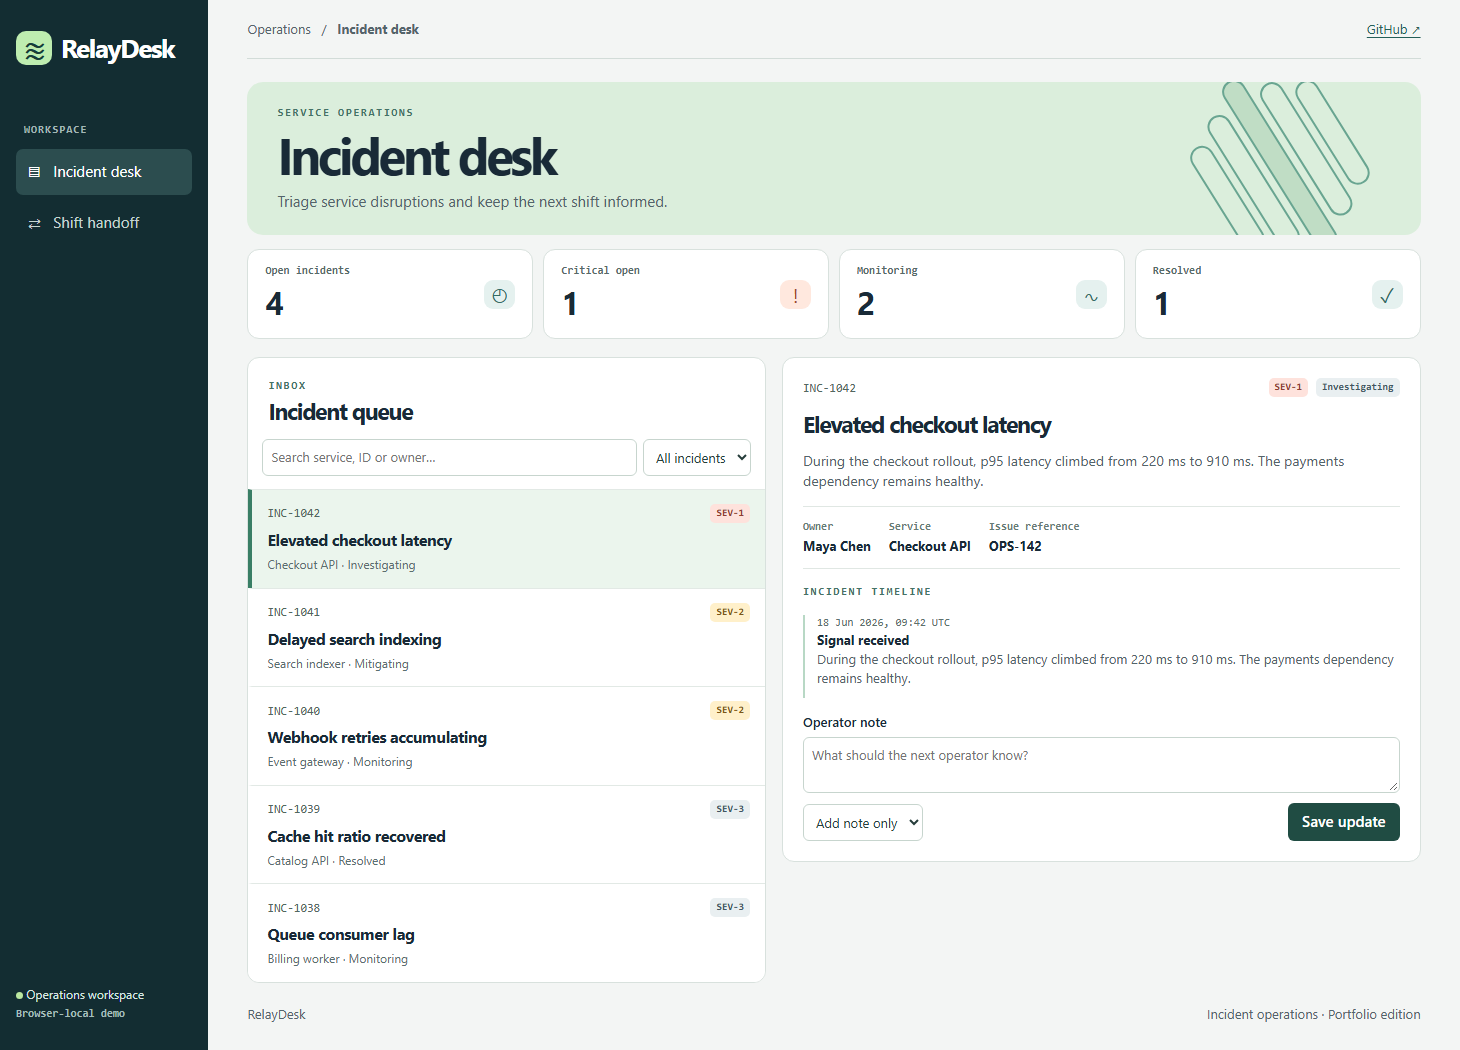 RelayDesk
WORKSPACE
Incident desk
Shift handoff
Operations workspace
Browser-local demo
Operations / Incident desk
GitHub ↗
SERVICE OPERATIONS
Incident desk
Triage service disruptions and keep the next shift informed.
Open incidents
4
Critical open
1
!
Monitoring
2
Resolved
1
INBOX
Incident queue
Search service, ID or owner...
All incidents
INC-1042 SEV-1
Elevated checkout latency
Checkout API · Investigating
INC-1041 SEV-2
Delayed search indexing
Search indexer · Mitigating
INC-1040 SEV-2
Webhook retries accumulating
Event gateway · Monitoring
INC-1039 SEV-3
Cache hit ratio recovered
Catalog API · Resolved
INC-1038 SEV-3
Queue consumer lag
Billing worker · Monitoring
INC-1042 SEV-1 Investigating
Elevated checkout latency
During the checkout rollout, p95 latency climbed from 220 ms to 910 ms. The payments
dependency remains healthy.
Owner Service Issue reference
Maya Chen Checkout API OPS-142
INCIDENT TIMELINE
18 Jun 2026, 09:42 UTC
Signal received
During the checkout rollout, p95 latency climbed from 220 ms to 910 ms. The payments dependency
remains healthy.
Operator note
What should the next operator know?
Add note only
Save update
RelayDesk
Incident operations · Portfolio edition